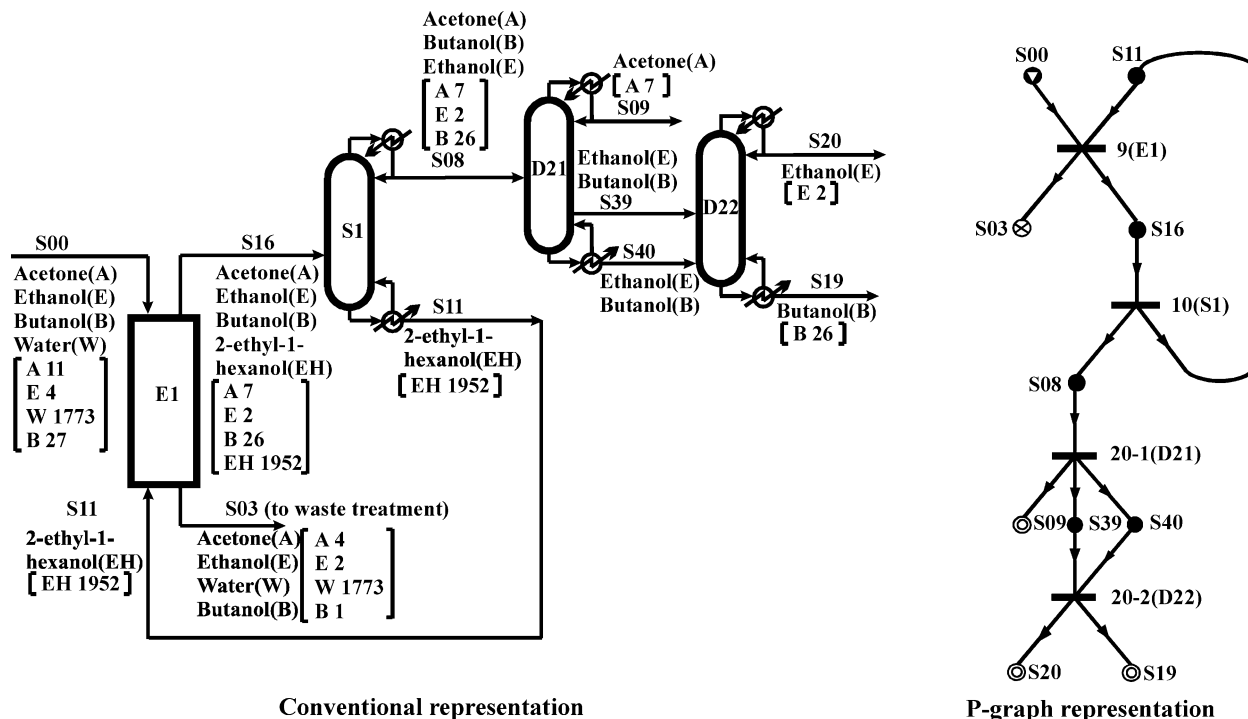 Acetone(A)
Butanol(B)
Ethanol(E)
A 7
E 2
B 26
S08
Acetone(A)
A 7
S09
D21
Ethanol(E)
Butanol(B)
S39
S40
Ethanol(E)
Butanol(B)
D22
S20
Ethanol(E)
E 2
S19
Butanol(B)
B 26
S1
S00
Acetone(A)
Ethanol(E)
Butanol(B)
Water(W)
A 11
E 4
W 1773
B 27
E1
S16
Acetone(A)
Ethanol(E)
Butanol(B)
2-ethyl-1-
hexanol(EH)
A 7
E 2
B 26
EH 1952
S11
2-ethyl-1-
hexanol(EH)
EH 1952
S11
2-ethyl-1-
hexanol(EH)
EH 1952
S03 (to waste treatment)
Acetone(A)
Ethanol(E)
Water(W)
Butanol(B)
A 4
E 2
W 1773
B 1
Conventional representation
S00
S11
9(E1)
S03
S16
10(S1)
S08
20-1(D21)
S09
S39
S40
20-2(D22)
S20
S19
P-graph representation